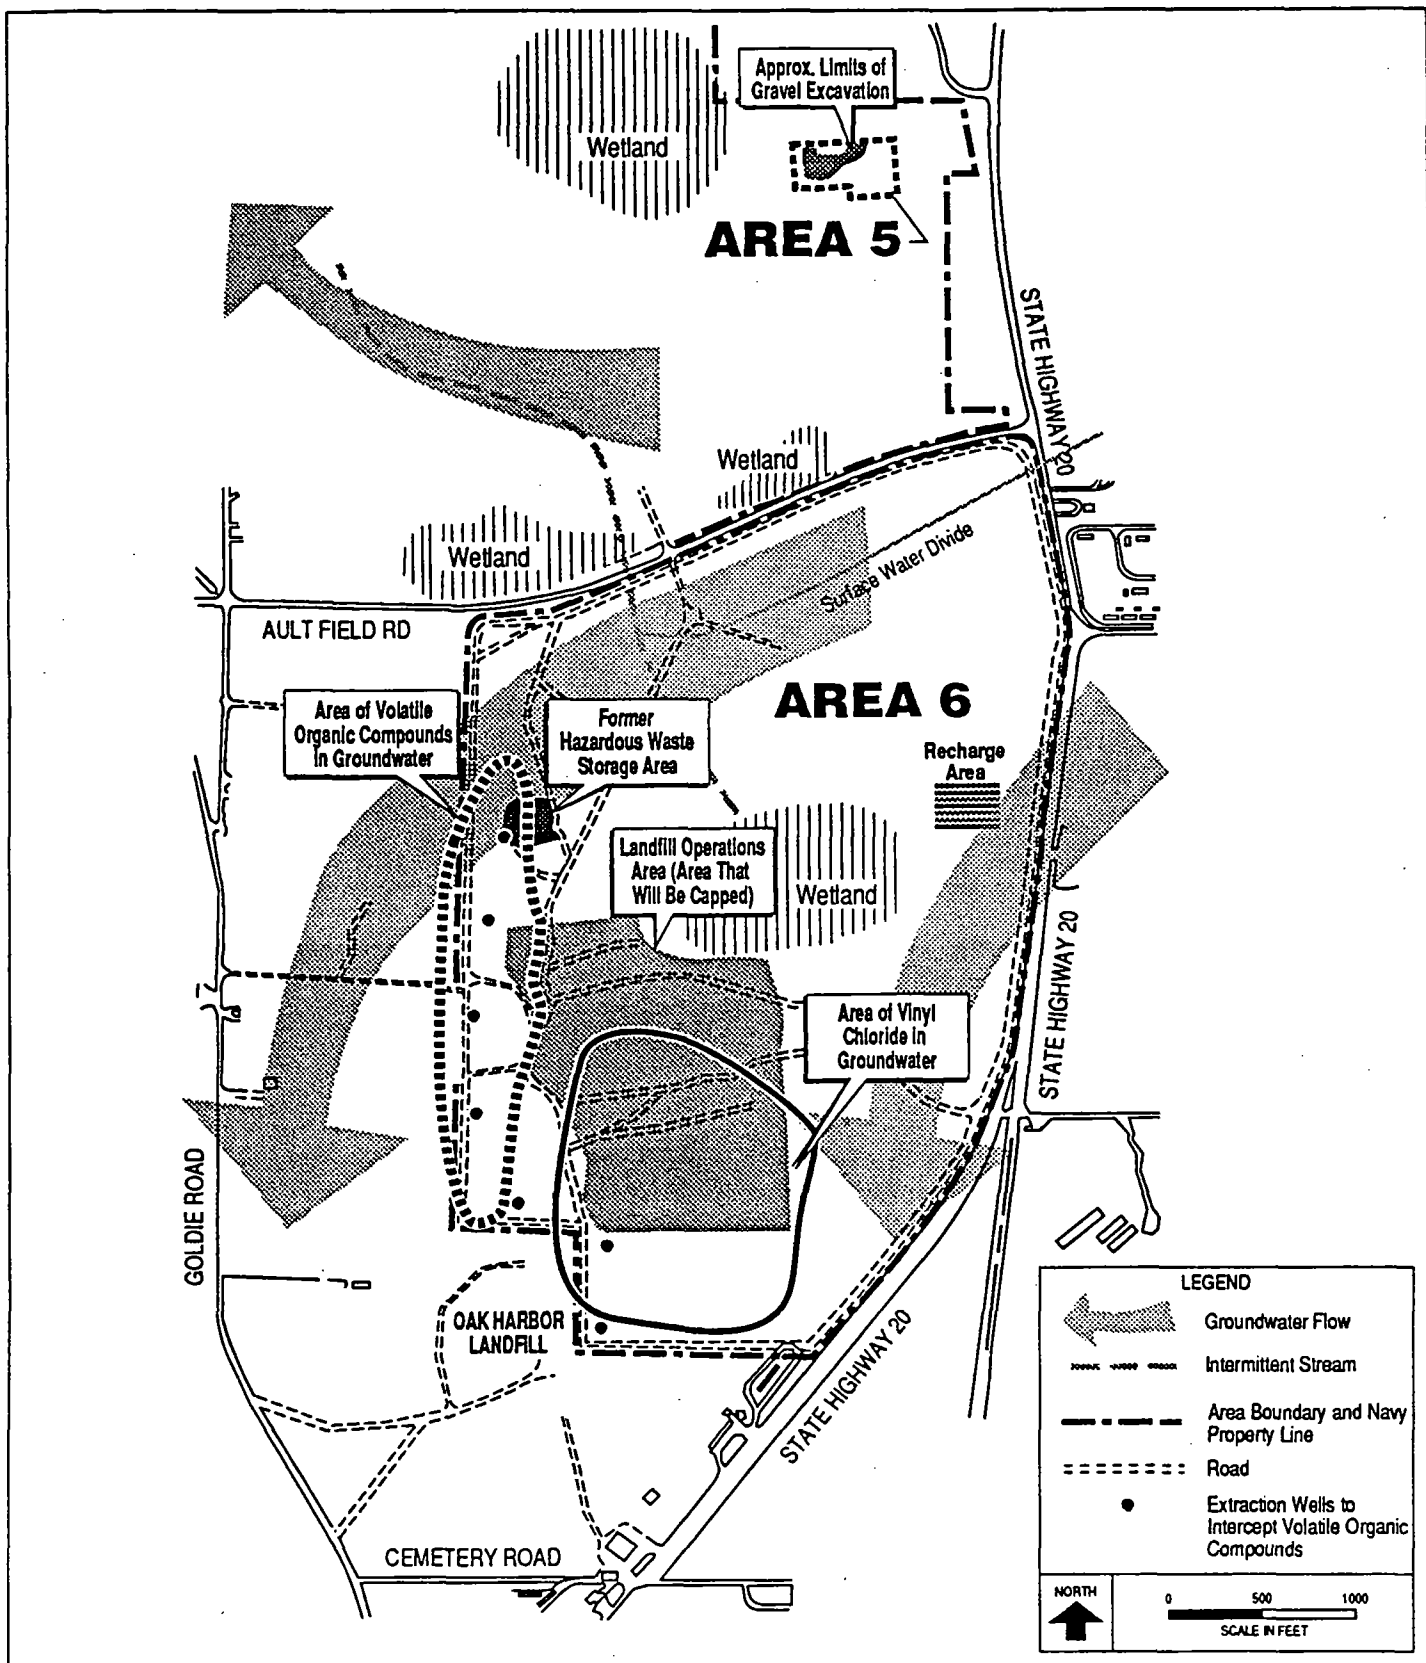 Approx. Limits of
Gravel Excavation
Wetland
AREA 5
STATE HIGHWAY 20
Wetland
Wetland
Surface Water Divide
AULT FIELD RD
AREA 6
Area of Volatile
Organic Compounds
in Groundwater
Former
Hazardous Waste
Storage Area
Recharge
Area
Landfill Operations
Area (Area That
Will Be Capped)
Wetland
STATE HIGHWAY 20
Area of Vinyl
Chloride in
Groundwater
GOLDIE ROAD
OAK HARBOR
LANDFILL
STATE HIGHWAY 20
CEMETERY ROAD
LEGEND
Groundwater Flow
Intermittent Stream
Area Boundary and Navy
Property Line
Road
Extraction Wells to
Intercept Volatile Organic
Compounds
NORTH
0 500 1000
SCALE IN FEET